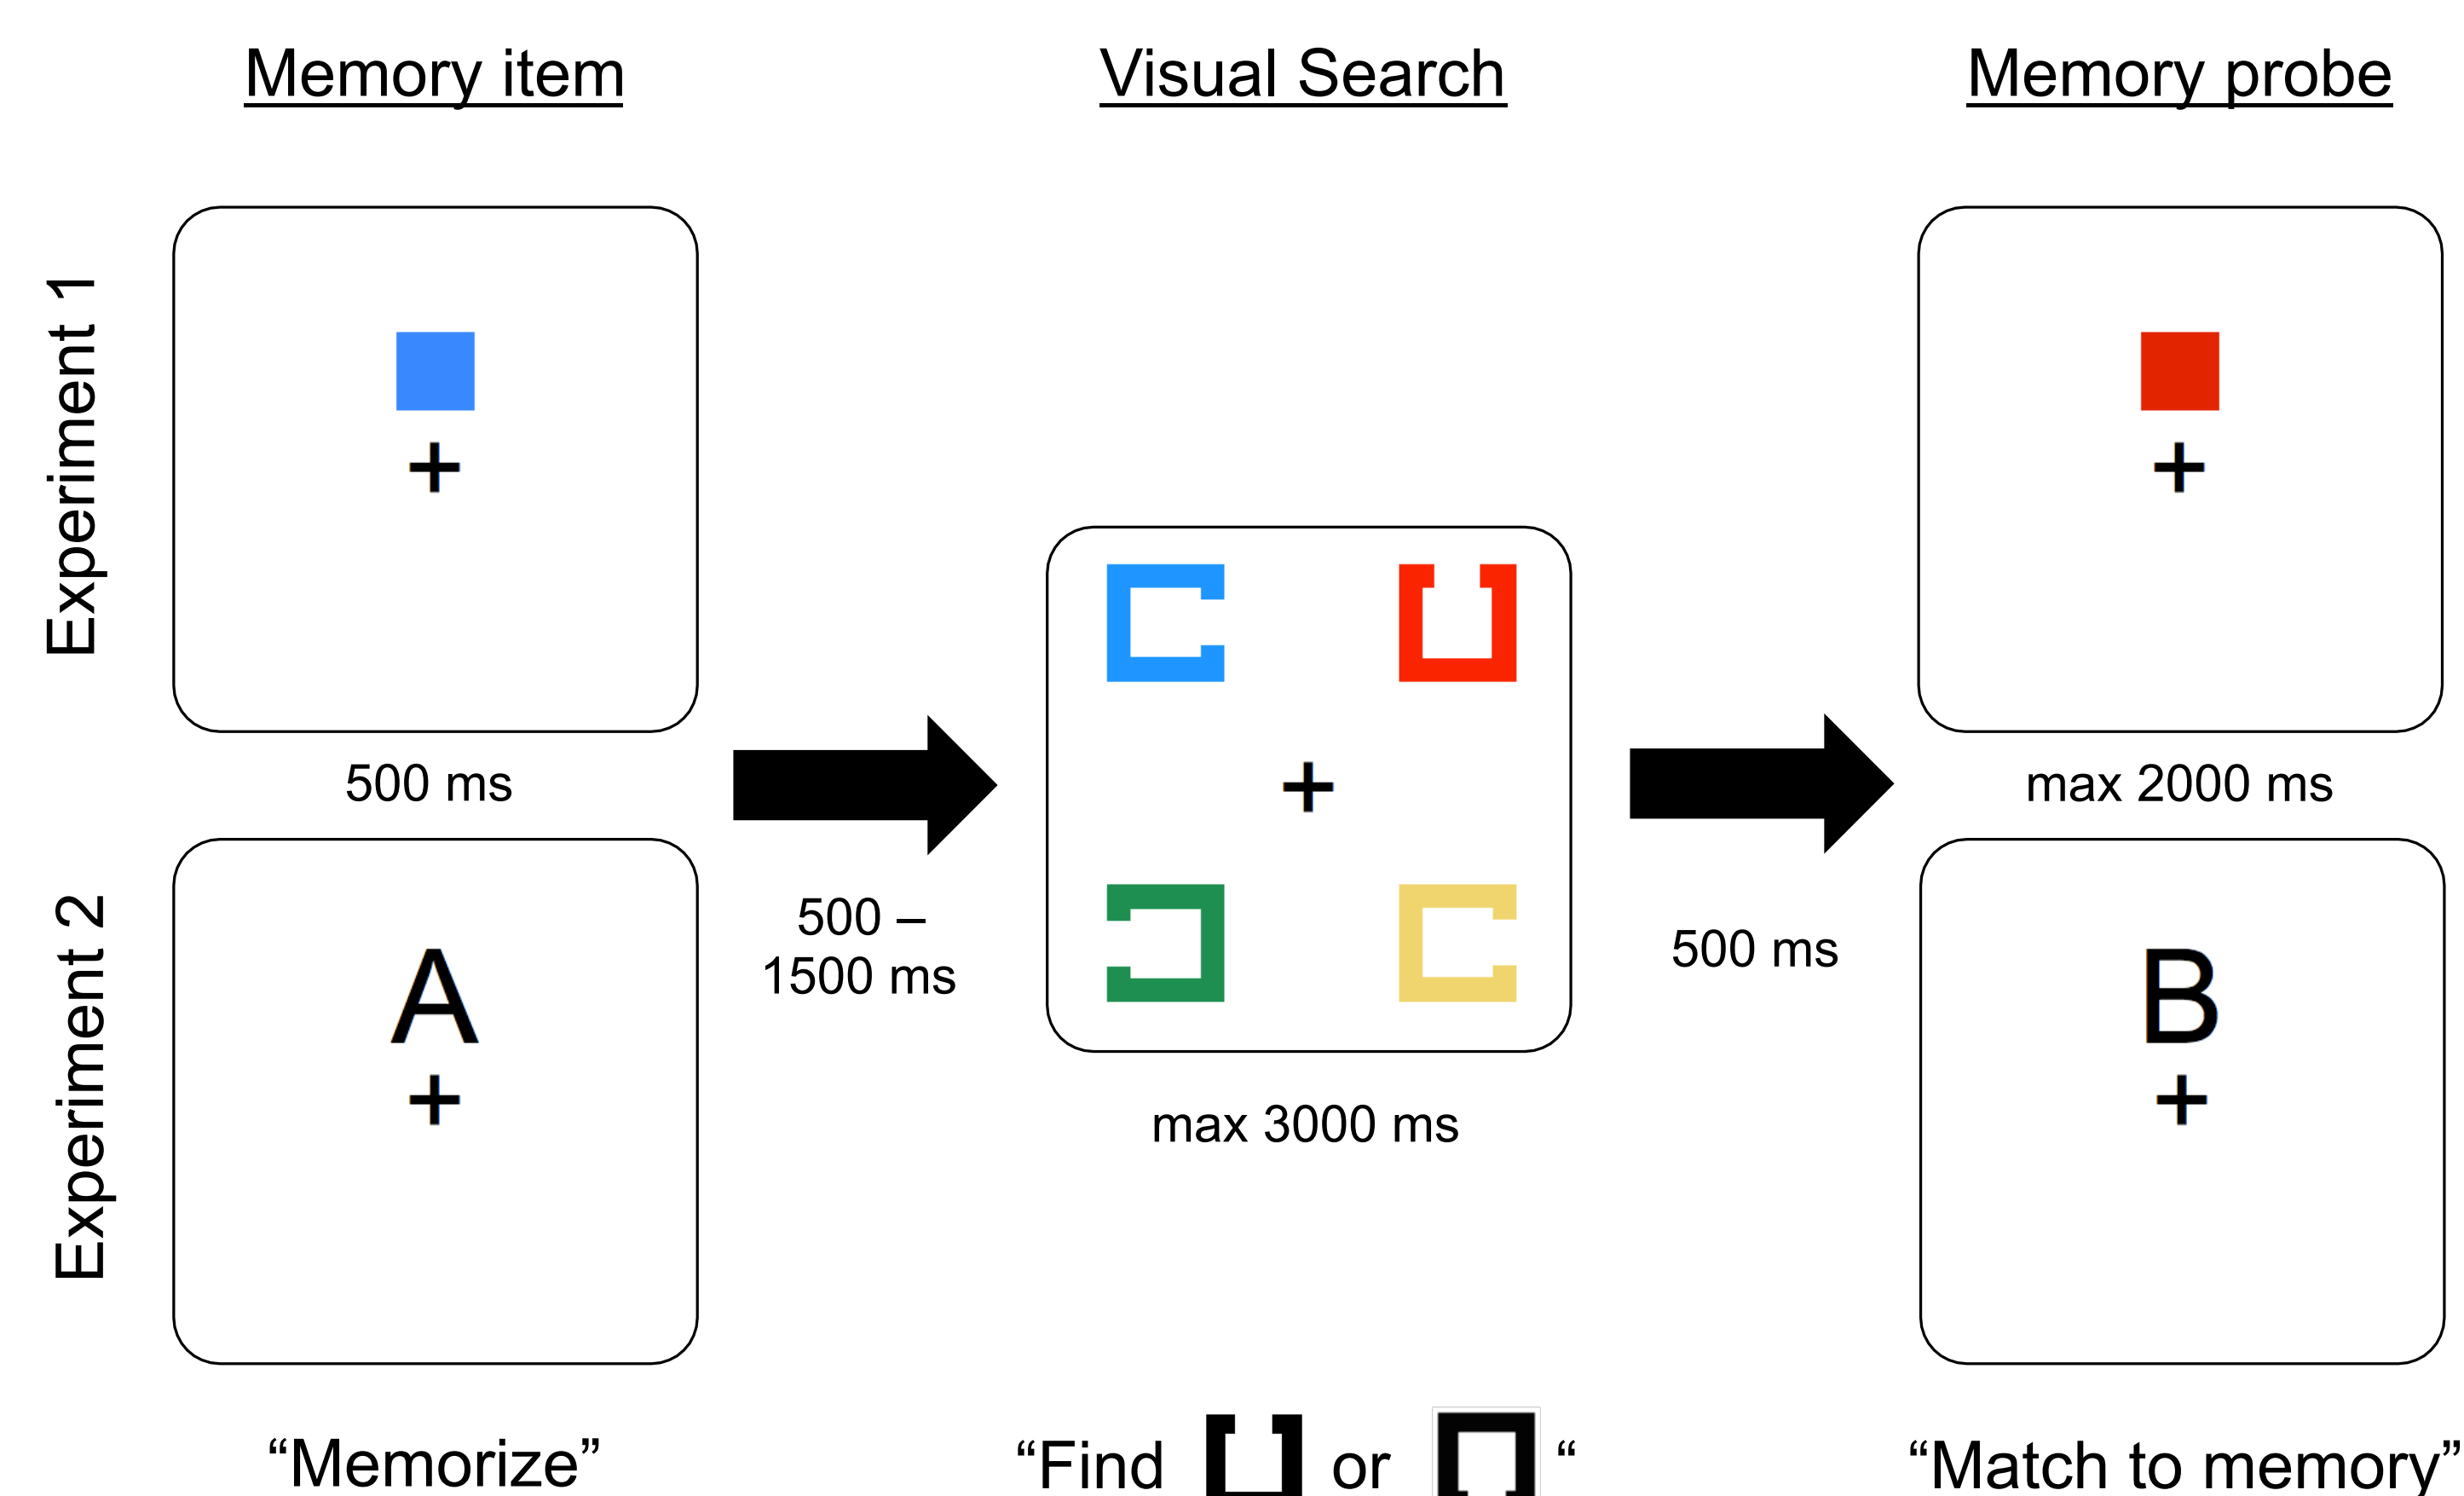 Memory item
Visual Search
Memory probe
Experiment 1
+
+
500 ms
+
max 2000 ms
Experiment 2
A
+
500 –
1500 ms
500 ms
B
+
max 3000 ms
“Memorize”
“Find or “
“Match to memory”